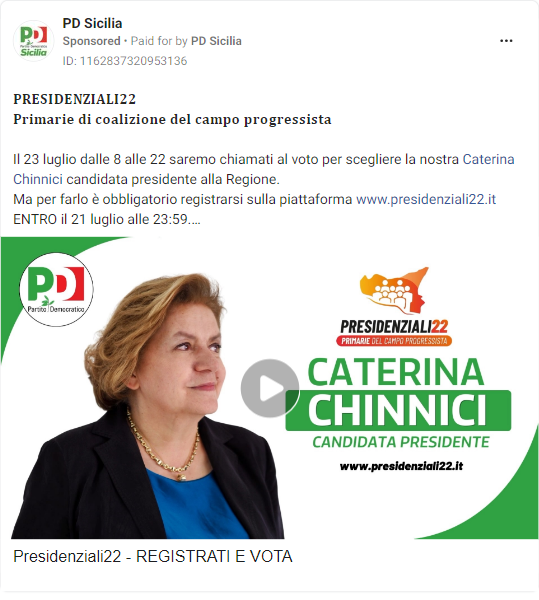 PD Sicilia
PD
Partito Democratico
Sicilia
Sponsored • Paid for by PD Sicilia
ID: 1162837320953136
PRESIDENZIALI22
Primarie di coalizione del campo progressista
Il 23 luglio dalle 8 alle 22 saremo chiamati al voto per scegliere la nostra Caterina
Chinnici candidata presidente alla Regione.
Ma per farlo è obbligatorio registrarsi sulla piattaforma www.presidenziali22.it
ENTRO il 21 luglio alle 23:59.…
PD
Partito Democratico
PRESIDENZIALI22
PRIMARIE DEL CAMPO PROGRESSISTA
CATERINA
CHINNICI
CANDIDATA PRESIDENTE
www.presidenziali22.it
Presidenziali22 - REGISTRATI E VOTA